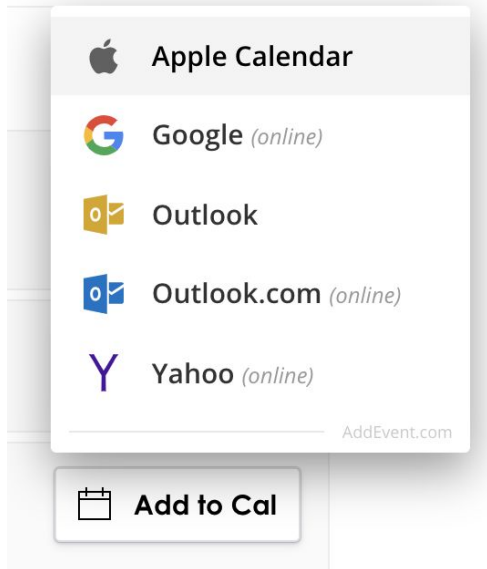 Apple Calendar
Google (online)
Outlook
Outlook.com (online)
Yahoo (online)
AddEvent.com
Add to Cal